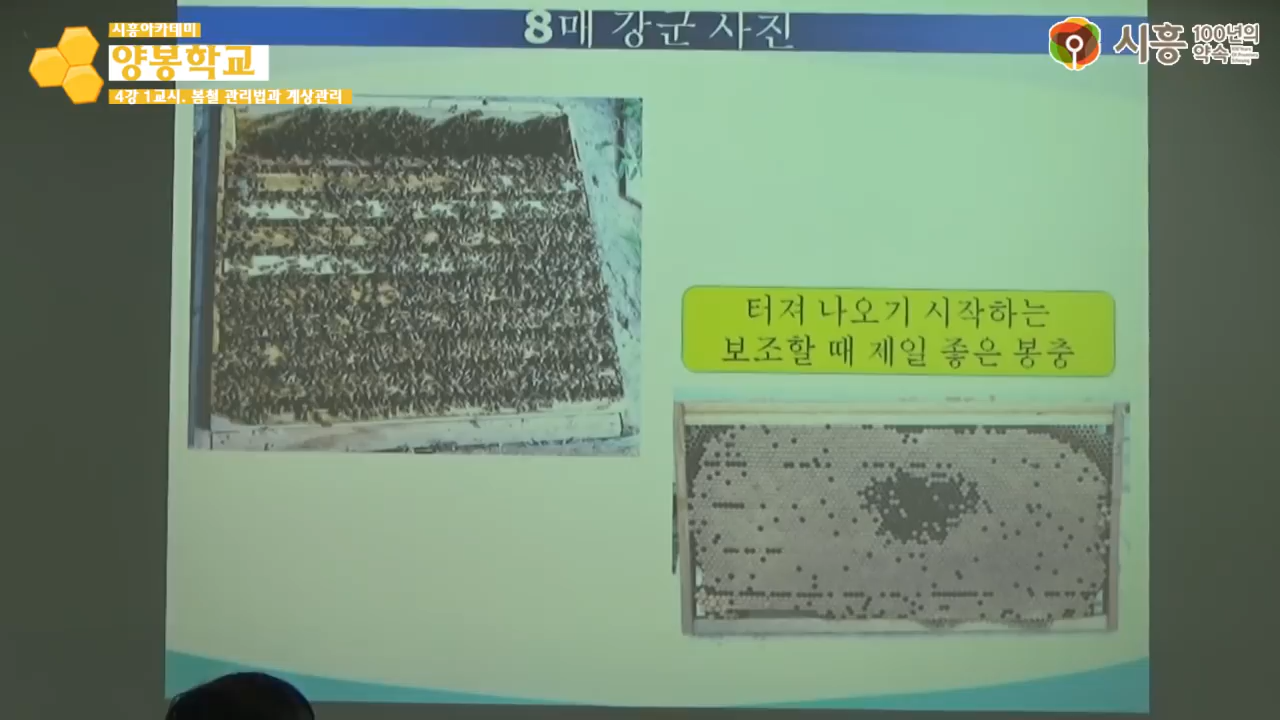 8매 강군 사진
시흥아카데미
양봉학교
4강 1교시. 봄철 관리법과 계상관리
시흥 100년의 약속
터져 나오기 시작하는
보조할 때 제일 좋은 봉충